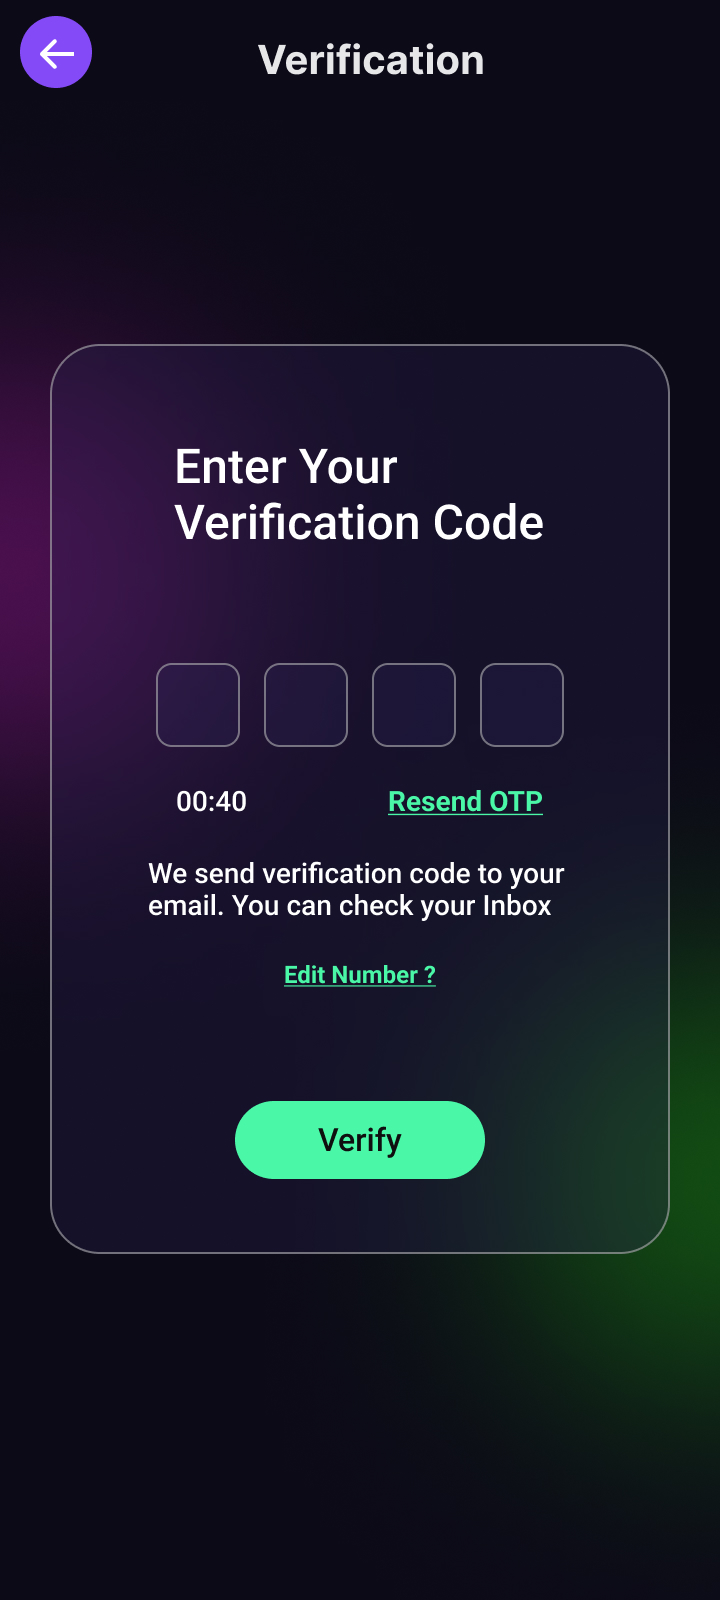 Verification
Enter Your
Verification Code
00:40 Resend OTP
We send verification code to your
email. You can check your Inbox
Edit Number ?
Verify